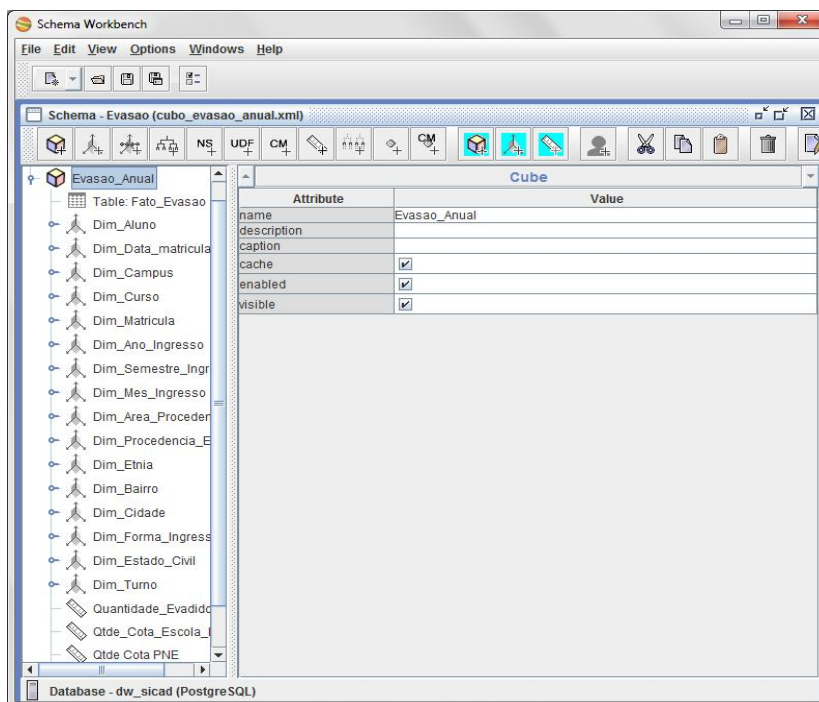 Schema Workbench
File Edit View Options Windows Help
Schema - Evasao (cubo_evasao_anual.xml)
NS UDF CM CM
Evasao_Anual
Table: Fato_Evasao
Dim_Aluno
Dim_Data_matricula
Dim_Campus
Dim_Curso
Dim_Matricula
Dim_Ano_Ingresso
Dim_Semestre_Ingr
Dim_Mes_Ingresso
Dim_Area_Proceder
Dim_Procedencia_E
Dim_Etnia
Dim_Bairro
Dim_Cidade
Dim_Forma_Ingress
Dim_Estado_Civil
Dim_Turno
Quantidade_Evadido
Qtde_Cota_Escola_
Qtde Cota PNE
Cube
Attribute Value
name Evasao_Anual
description
caption
cache
enabled
visible
Database - dw_sicad (PostgreSQL)